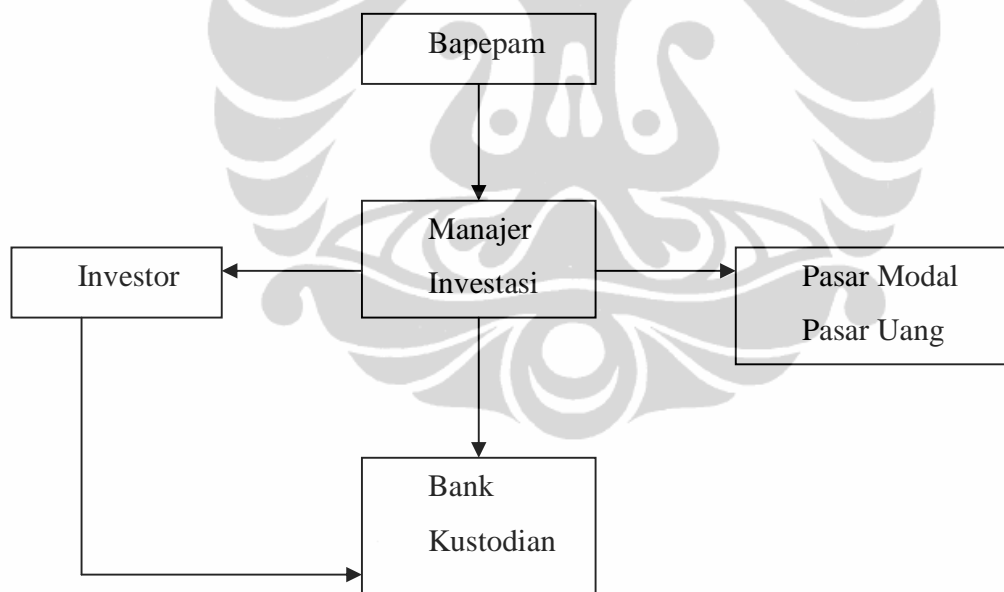 Bapepam
Manajer
Investasi
Investor
Pasar Modal
Pasar Uang
Bank
Kustodian